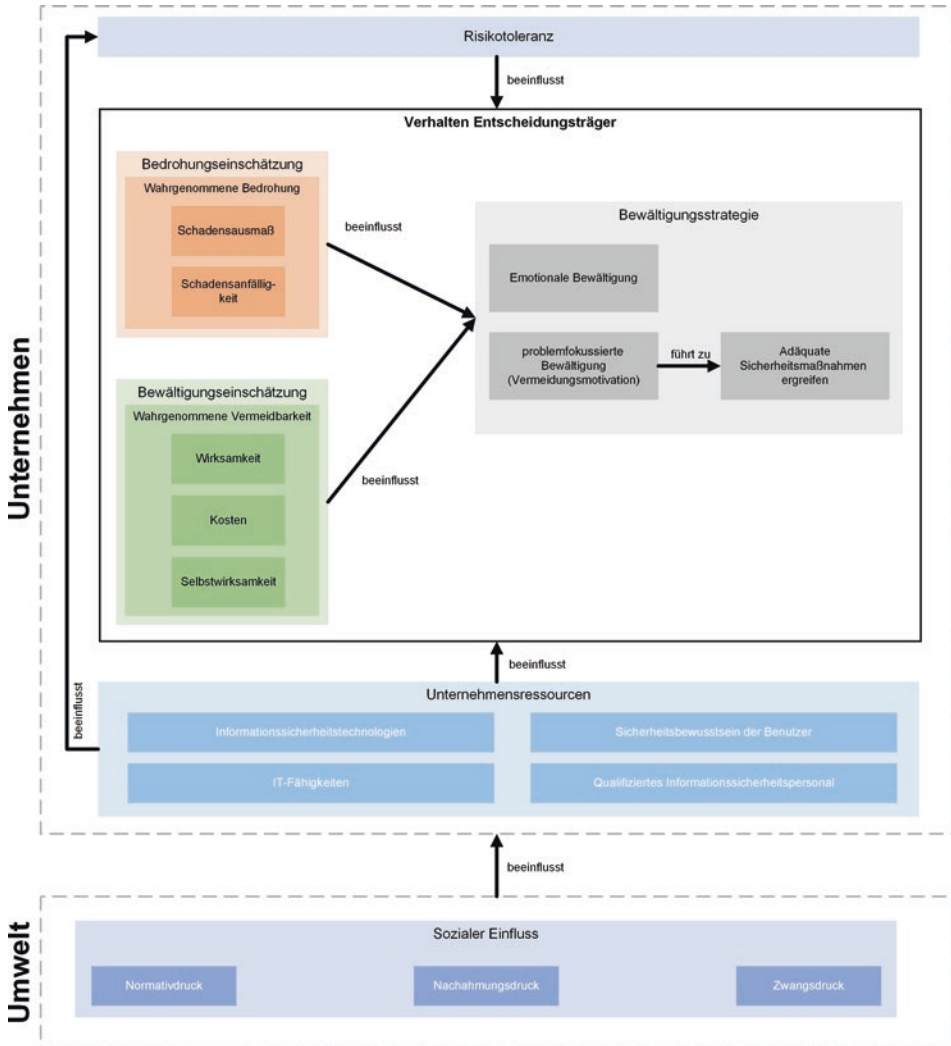 Unternehmen
Risikotoleranz
beeinflusst
Verhalten Entscheidungsträger
Bedrohungseinschätzung
Wahrgenommene Bedrohung
Schadensausmaß
Schadensanfällig-
keit
beeinflusst
Bewältigungsstrategie
Emotionale Bewältigung
problemfokussierte
Bewältigung
(Vermeidungsmotivation)
führt zu
Adäquate
Sicherheitsmaßnahmen
ergreifen
Bewältigungseinschätzung
Wahrgenommene Vermeidbarkeit
Wirksamkeit
Kosten
Selbstwirksamkeit
beeinflusst
beeinflusst
beeinflusst
Unternehmensressourcen
Informationssicherheitstechnologien
Sicherheitsbewusstsein der Benutzer
IT-Fähigkeiten
Qualifiziertes Informationssicherheitspersonal
beeinflusst
Umwelt
Sozialer Einfluss
Normativdruck
Nachahmungsdruck
Zwangsdruck